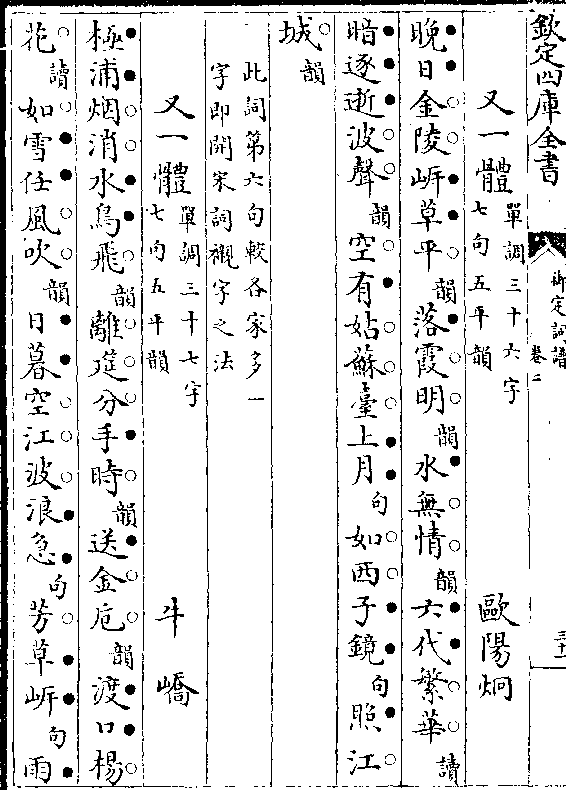 欽定四庫全書
御定詞譜
卷二
又一體 單調三十六字 七句五平韻 歐陽炯
晚日金陵㟁草平韻落霞明韻水無情韻六代繁華讀
暗逐逝波聲韻空有姑蘇臺上月句如西子鏡句照江
城韻
此詞第六句較各家多一
字即開宋詞襯字之法
又一體 單調三十七字 七句五平韻 牛嶠
極浦烟消水鳥飛韻離筵分手時韻送金卮韻渡口楊
花讀如雪任風吹韻日暮空江波浪急句芳草㟁句雨